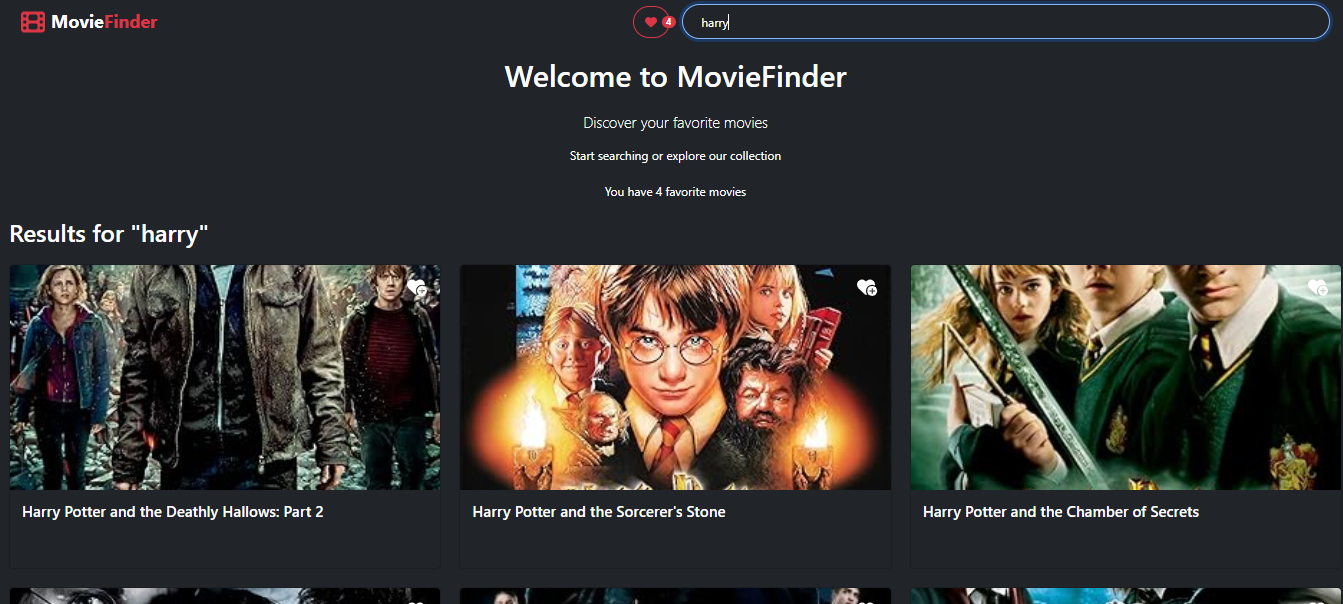 MovieFinder
4
harry
Welcome to MovieFinder
Discover your favorite movies
Start searching or explore our collection
You have 4 favorite movies
Results for "harry"
Harry Potter and the Deathly Hallows: Part 2
Harry Potter and the Sorcerer's Stone
Harry Potter and the Chamber of Secrets